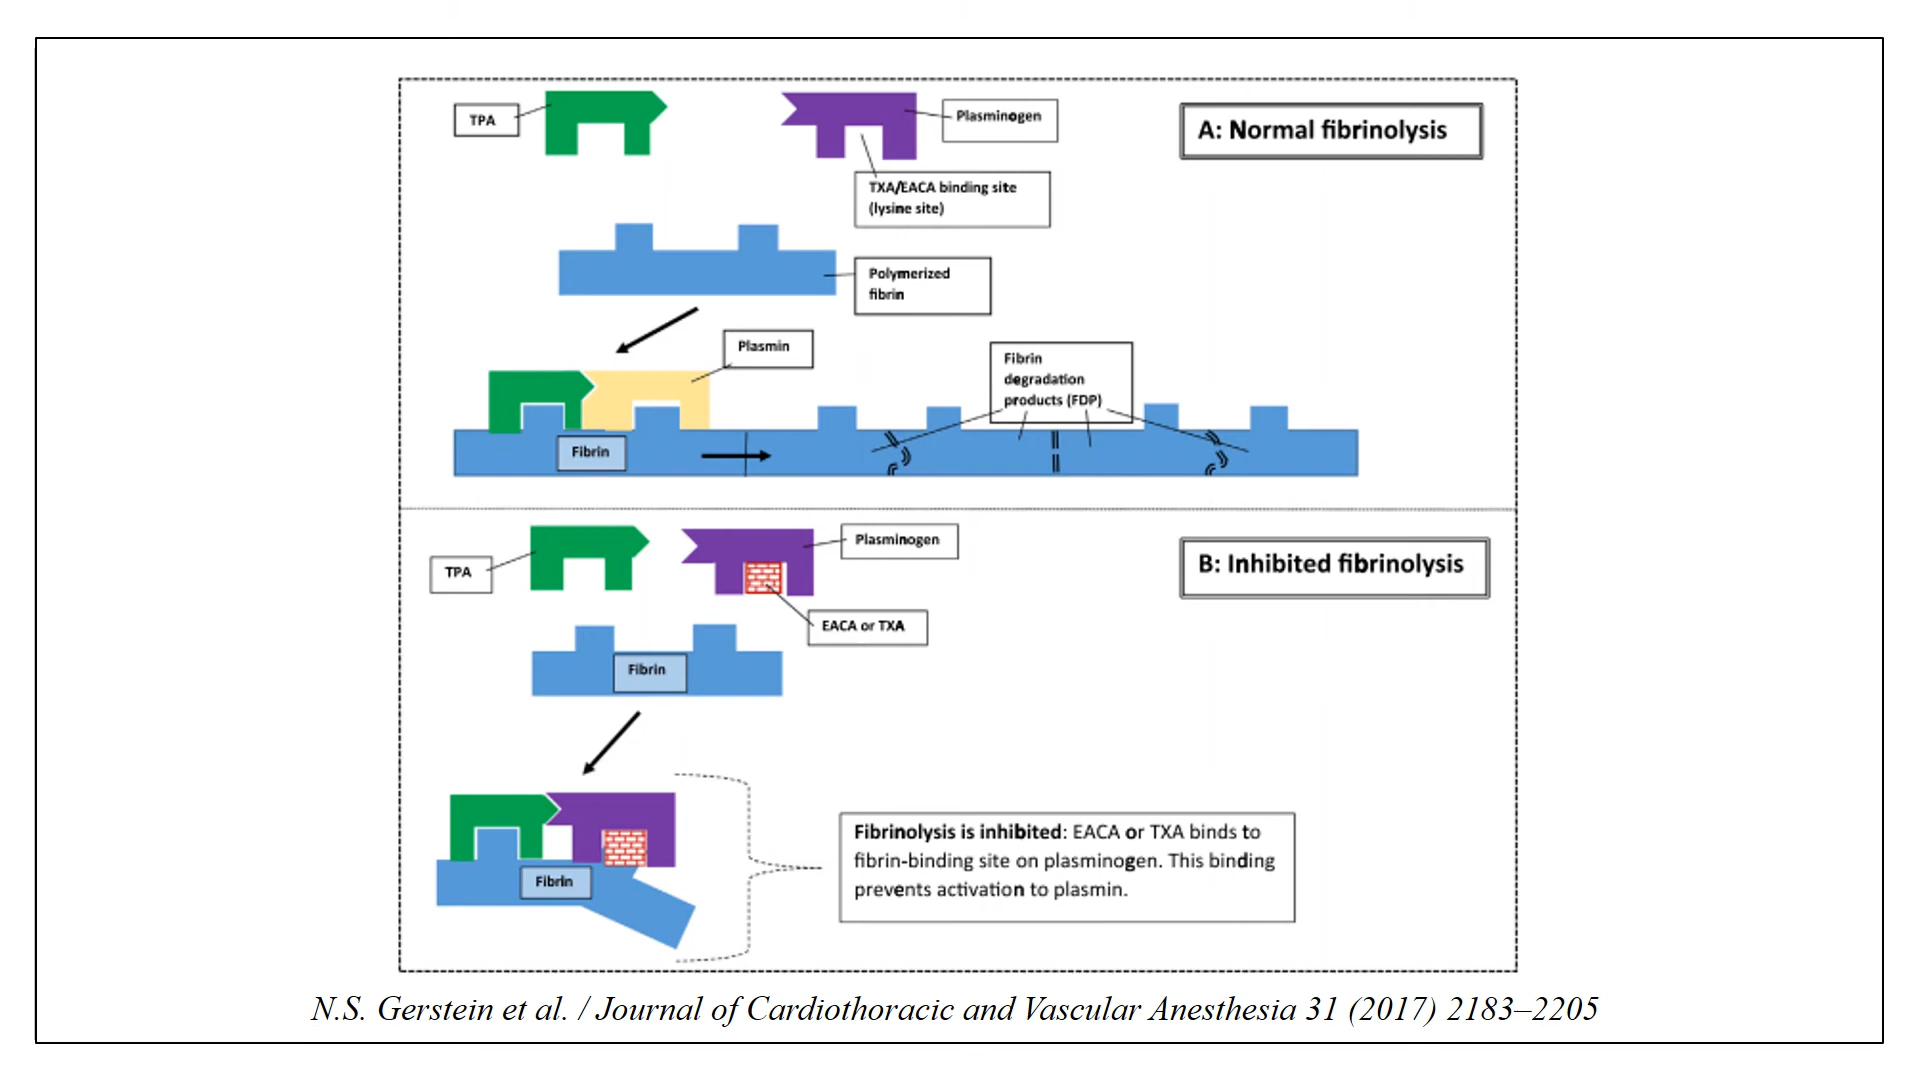 A: Normal fibrinolysis
TPA
Plasminogen
TXA/EACA binding site
(lysine site)
Polymerized
fibrin
Plasmin
Fibrin
degradation
products (FDP)
Fibrin
B: Inhibited fibrinolysis
TPA
Plasminogen
EACA or TXA
Fibrin
Fibrin
Fibrinolysis is inhibited: EACA or TXA binds to
fibrin-binding site on plasminogen. This binding
prevents activation to plasmin.
N.S. Gerstein et al. / Journal of Cardiothoracic and Vascular Anesthesia 31 (2017) 2183–2205